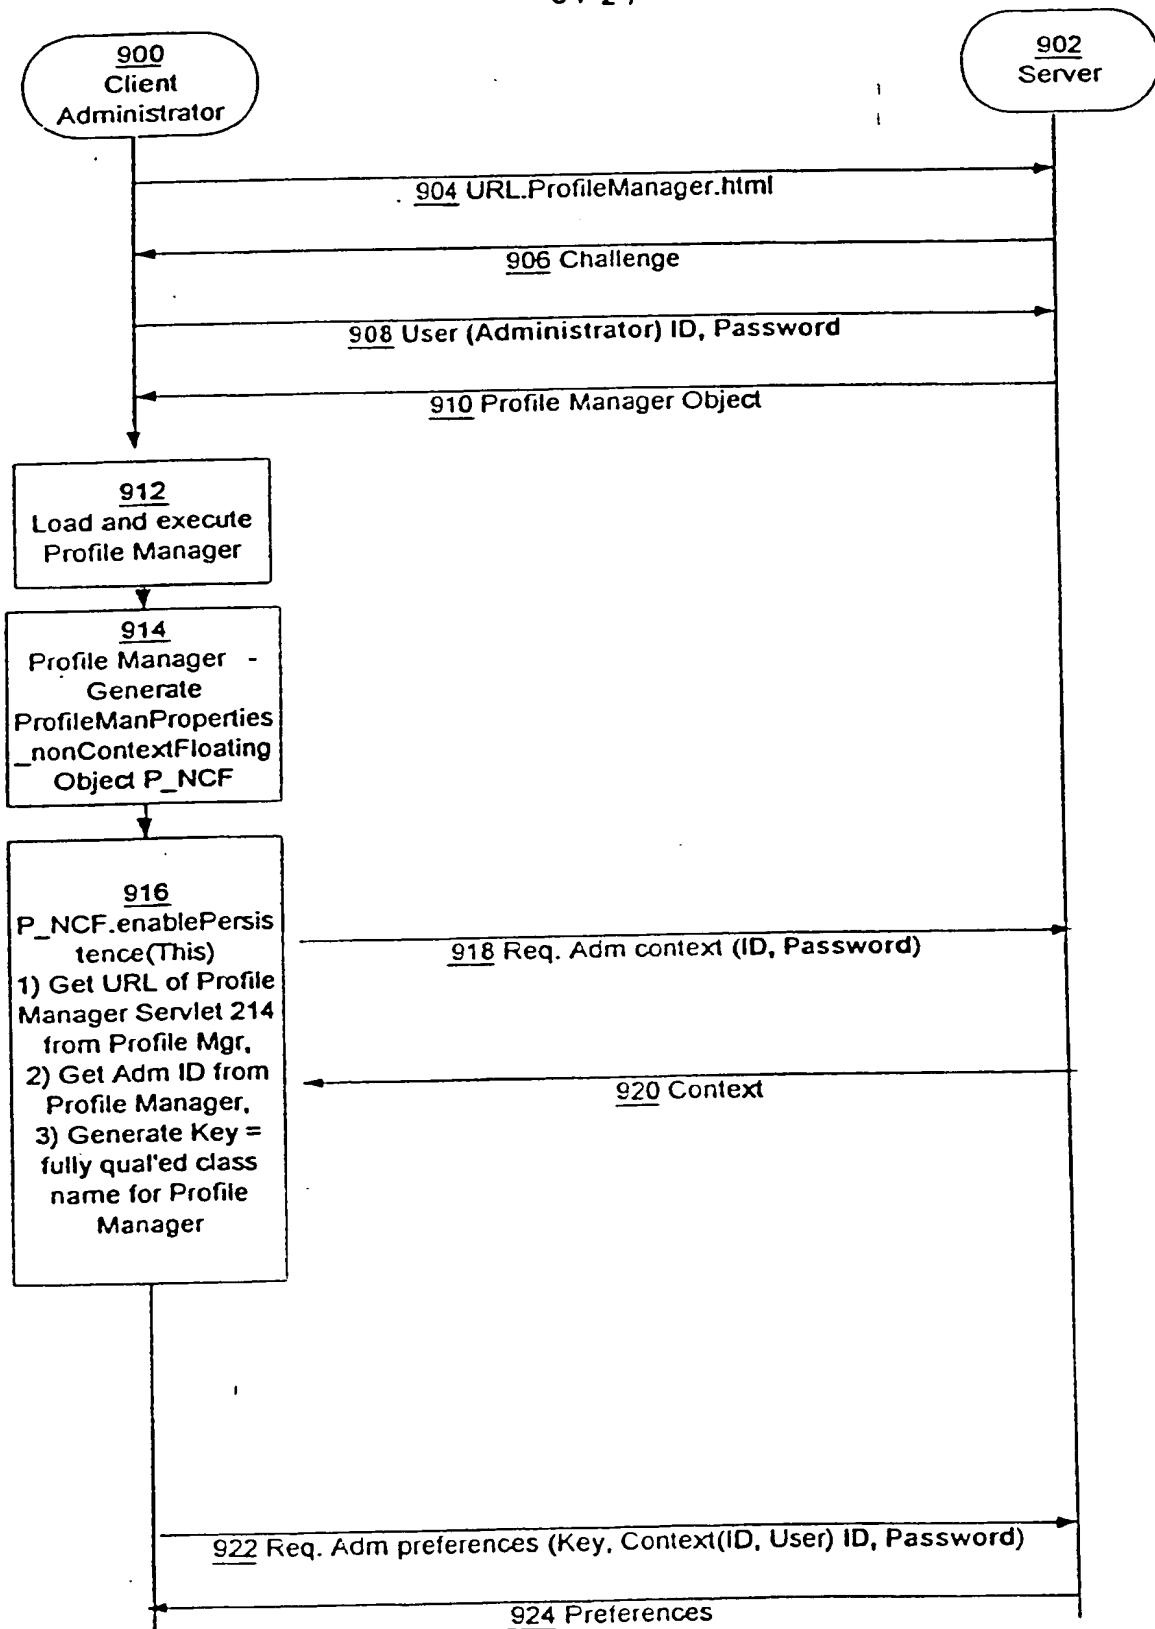 900
Client
Administrator
902
Server
904 URL.ProfileManager.html
906 Challenge
908 User (Administrator) ID, Password
910 Profile Manager Object
912
Load and execute
Profile Manager
914
Profile Manager -
Generate
ProfileManProperties
_nonContextFloating
Object P_NCF
916
P_NCF.enablePersis
tence(This)
1) Get URL of Profile
Manager Servlet 214
from Profile Mgr,
2) Get Adm ID from
Profile Manager,
3) Generate Key =
fully qual'ed class
name for Profile
Manager
918 Req. Adm context (ID, Password)
920 Context
922 Req. Adm preferences (Key, Context(ID, User) ID, Password)
924 Preferences